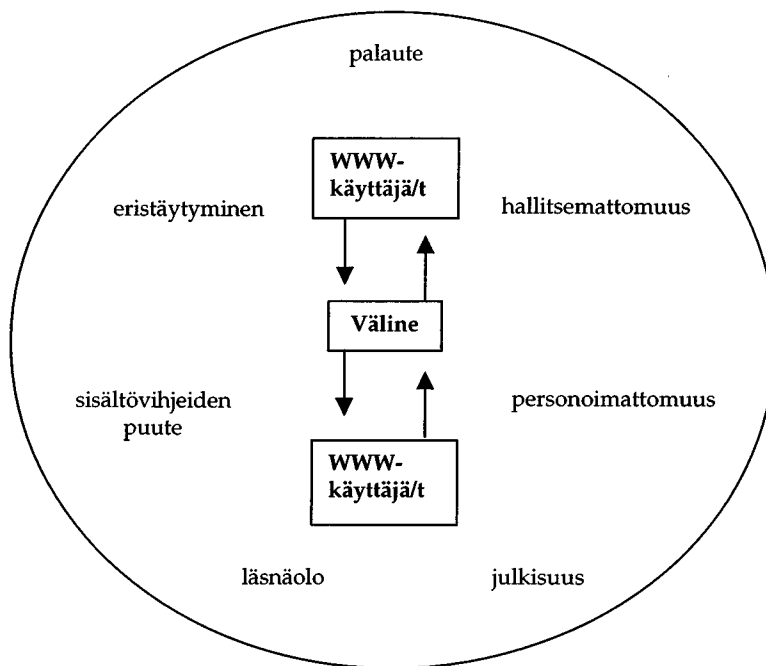 palaute
WWW-
käyttäjä/t
eristäytyminen
hallitsemattomuus
Väline
sisältövihjeiden
puute
personoimattomuus
WWW-
käyttäjä/t
läsnäolo
julkisuus